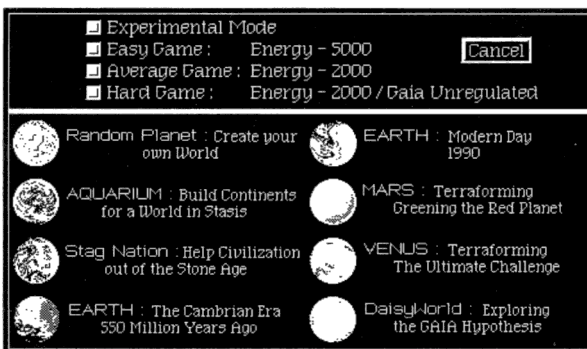 Experimental Mode
Easy Game : Energy - 5000
Cancel
Average Game : Energy - 2000
Hard Game : Energy - 2000 / Gaia Unregulated
Random Planet : Create your
own World
EARTH : Modern Day
1990
AQUARIUM : Build Continents
for a World in Stasis
MARS : Terraforming
Greening the Red Planet
Stag Nation : Help Civilization
out of the Stone Age
VENUS : Terraforming
The Ultimate Challenge
EARTH : The Cambrian Era
550 Million Years Ago
DaisyWorld : Exploring
the GAIA Hypothesis